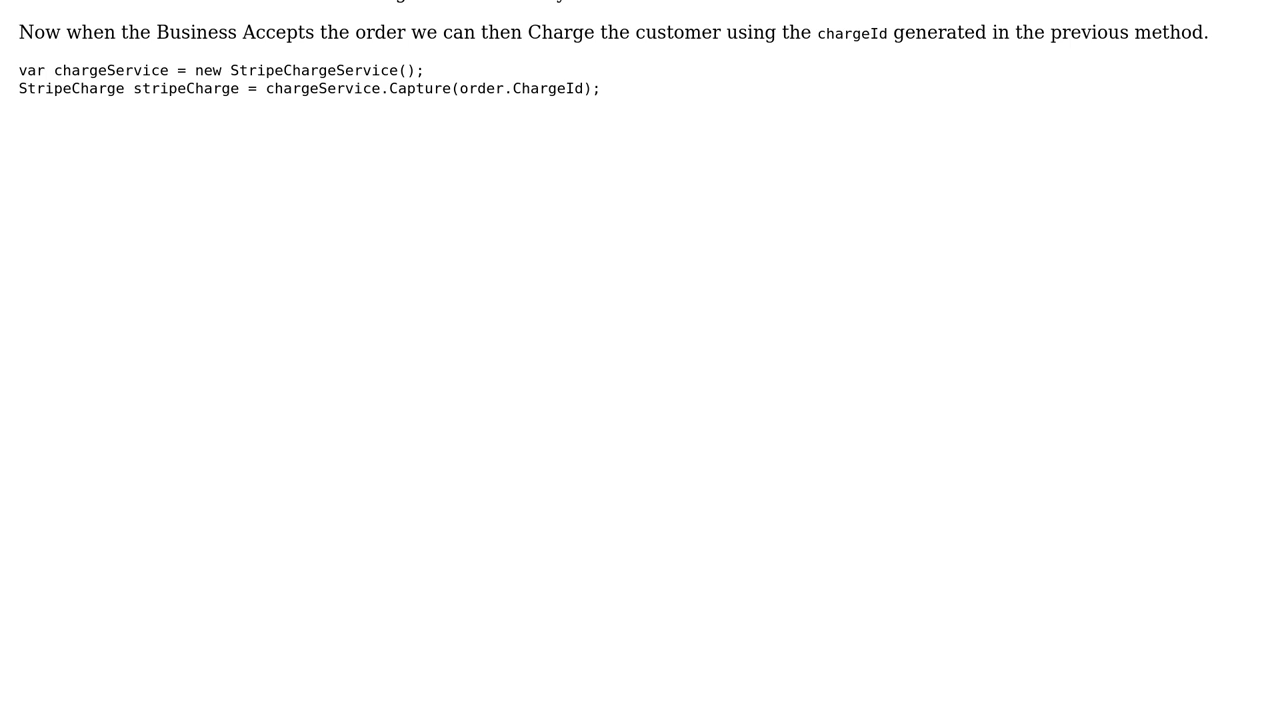 Now when the Business Accepts the order we can then Charge the customer using the chargeId generated in the previous method.
var chargeService = new StripeChargeService();
StripeCharge stripeCharge = chargeService.Capture(order.ChargeId);